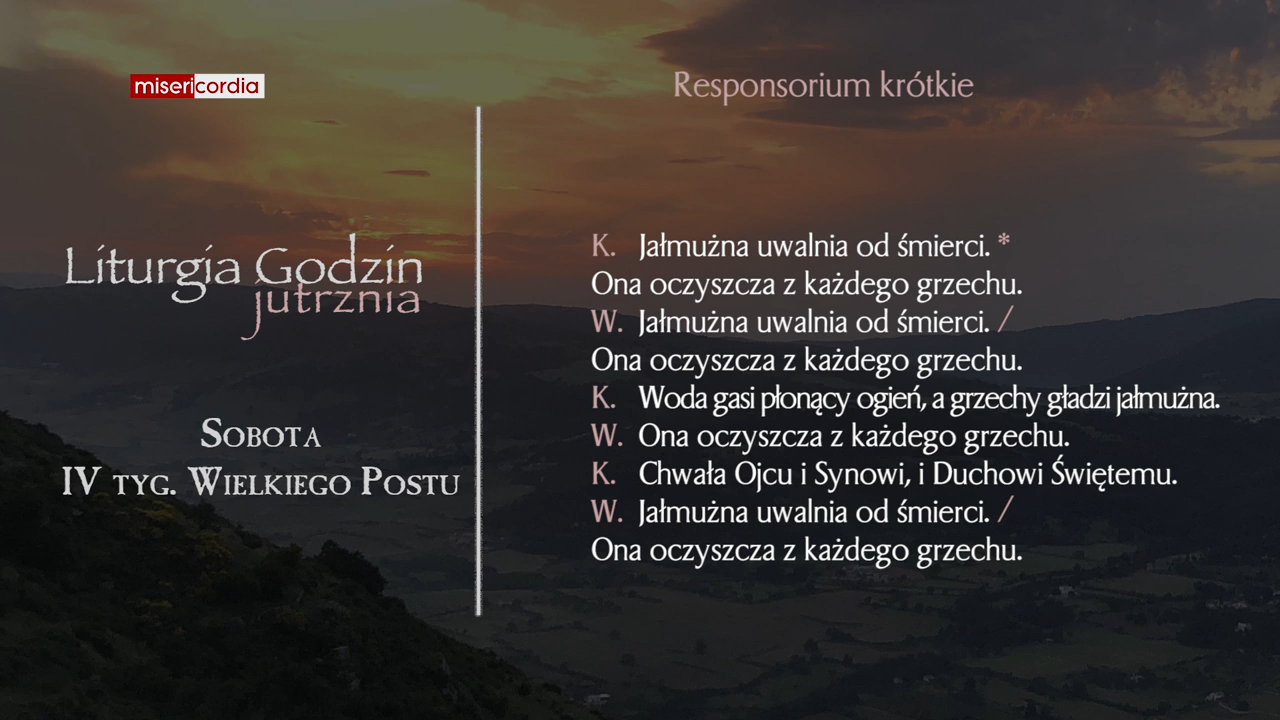 misericordia
Liturgia Godzin
jutrznia
Sobota
IV tyg. Wielkiego Postu
Responsorium krótkie
K. Jałmużna uwalnia od śmierci. *
Ona oczyszcza z każdego grzechu.
W. Jałmużna uwalnia od śmierci. /
Ona oczyszcza z każdego grzechu.
K. Woda gasi płonący ogień, a grzechy gładzi jałmużna.
W. Ona oczyszcza z każdego grzechu.
K. Chwała Ojcu i Synowi, i Duchowi Świętemu.
W. Jałmużna uwalnia od śmierci. /
Ona oczyszcza z każdego grzechu.